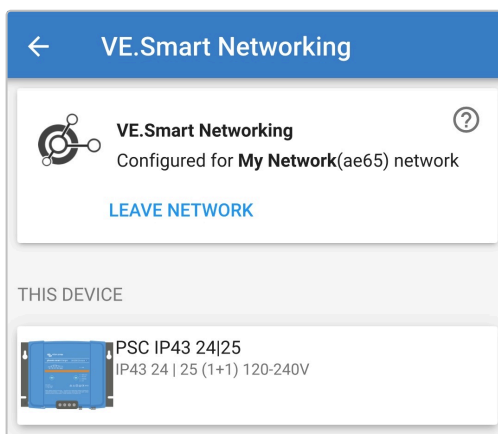 VE.Smart Networking
VE.Smart Networking
Configured for My Network(ae65) network
LEAVE NETWORK
THIS DEVICE
PSC IP43 24|25
IP43 24 | 25 (1+1) 120-240V